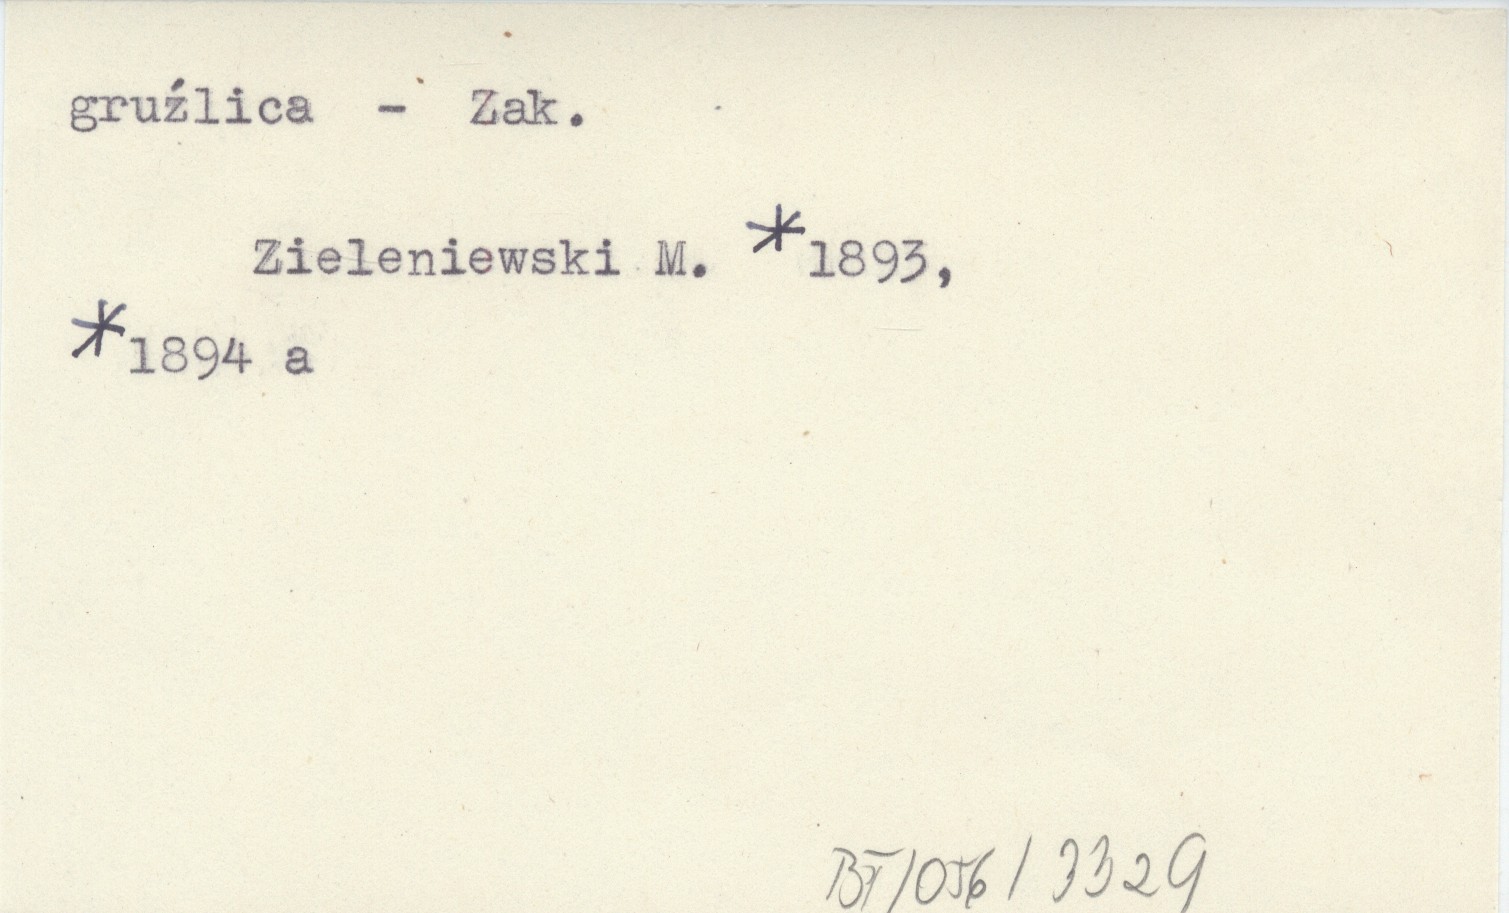 gruźlica - Zak.
Zieleniewski M. *1893,
*1894 a
BT/056/3329